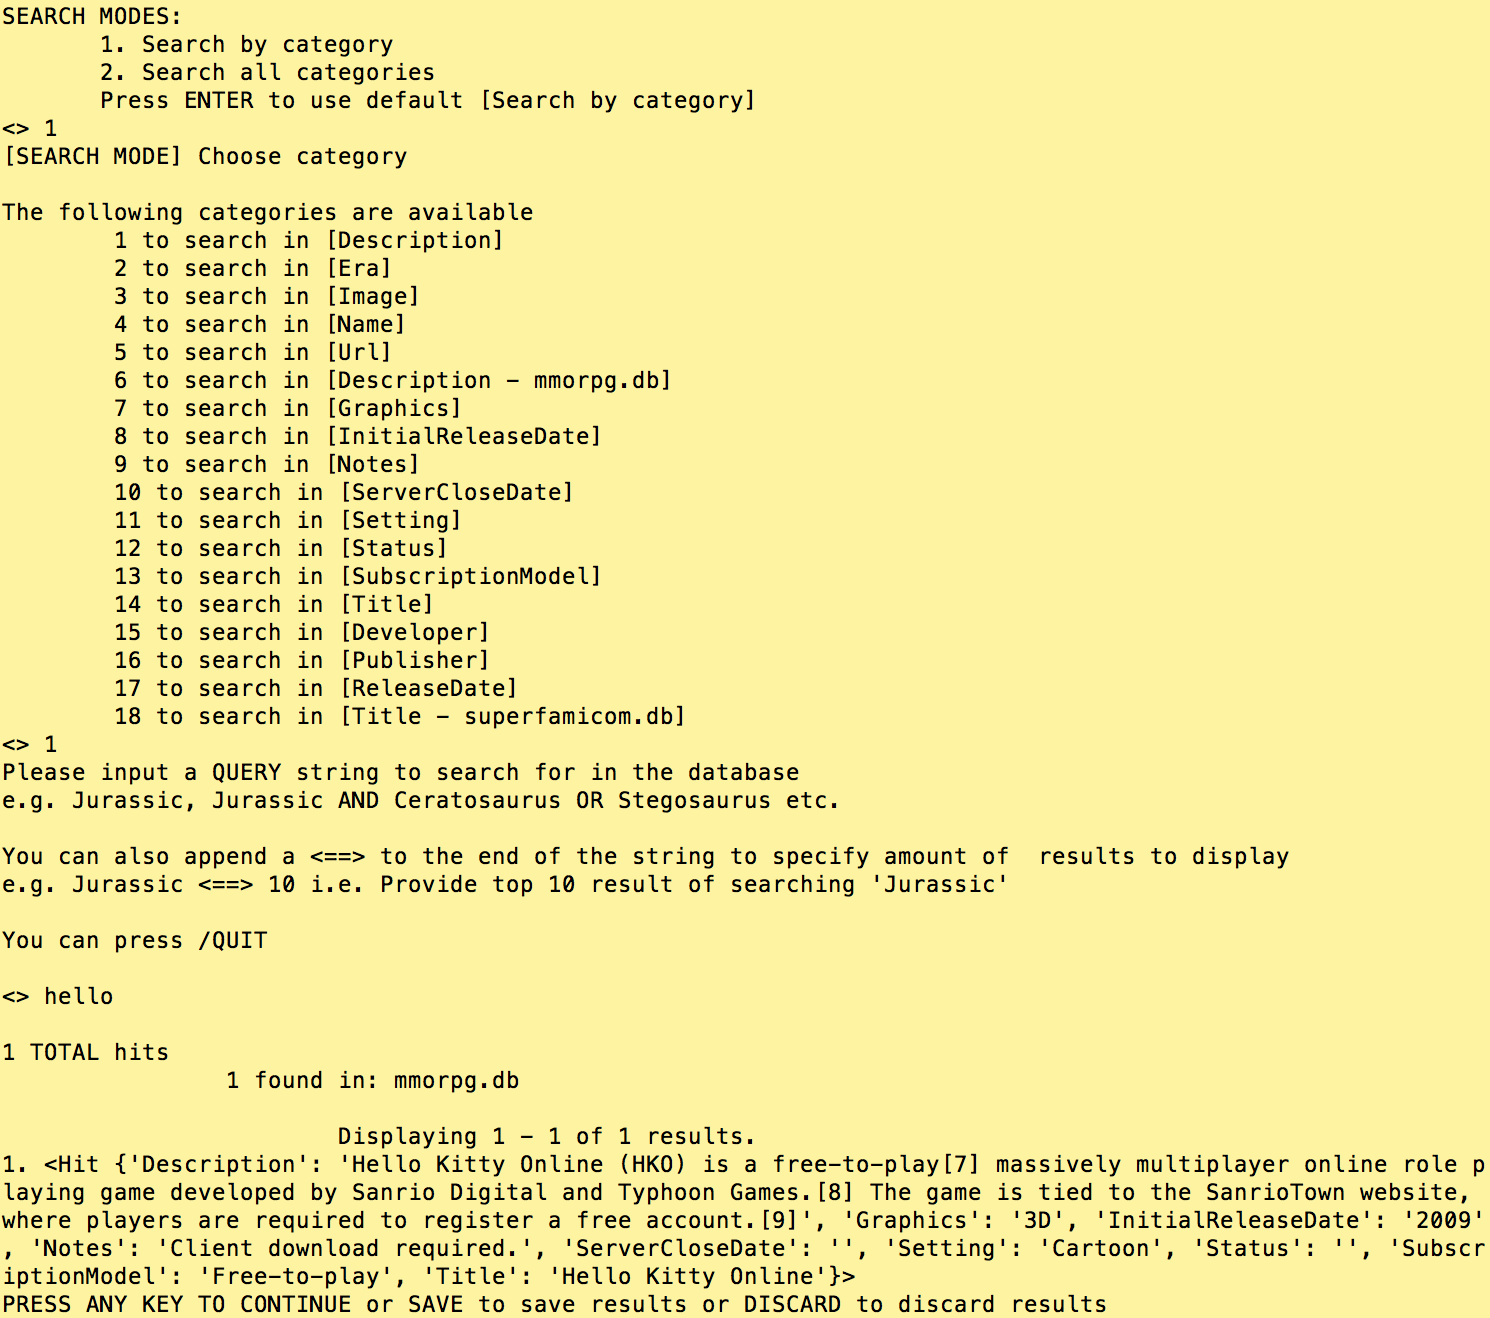 SEARCH MODES:
1. Search by category
2. Search all categories
Press ENTER to use default [Search by category]
<> 1
[SEARCH MODE] Choose category
The following categories are available
1 to search in [Description]
2 to search in [Era]
3 to search in [Image]
4 to search in [Name]
5 to search in [Url]
6 to search in [Description – mmorpg.db]
7 to search in [Graphics]
8 to search in [InitialReleaseDate]
9 to search in [Notes]
10 to search in [ServerCloseDate]
11 to search in [Setting]
12 to search in [Status]
13 to search in [SubscriptionModel]
14 to search in [Title]
15 to search in [Developer]
16 to search in [Publisher]
17 to search in [ReleaseDate]
18 to search in [Title – superfamicom.db]
<> 1
Please input a QUERY string to search for in the database
e.g. Jurassic, Jurassic AND Ceratosaurus OR Stegosaurus etc.
You can also append a <==> to the end of the string to specify amount of  results to display
e.g. Jurassic <==> 10 i.e. Provide top 10 result of searching 'Jurassic'
You can press /QUIT
<> hello
1 TOTAL hits
1 found in: mmorpg.db
Displaying 1 – 1 of 1 results.
1. <Hit {'Description': 'Hello Kitty Online (HKO) is a free-to-play[7] massively multiplayer online role p
laying game developed by Sanrio Digital and Typhoon Games.[8] The game is tied to the SanrioTown website,
where players are required to register a free account.[9]', 'Graphics': '3D', 'InitialReleaseDate': '2009'
, 'Notes': 'Client download required.', 'ServerCloseDate': '', 'Setting': 'Cartoon', 'Status': '', 'Subscr
iptionModel': 'Free-to-play', 'Title': 'Hello Kitty Online'}>
PRESS ANY KEY TO CONTINUE or SAVE to save results or DISCARD to discard results